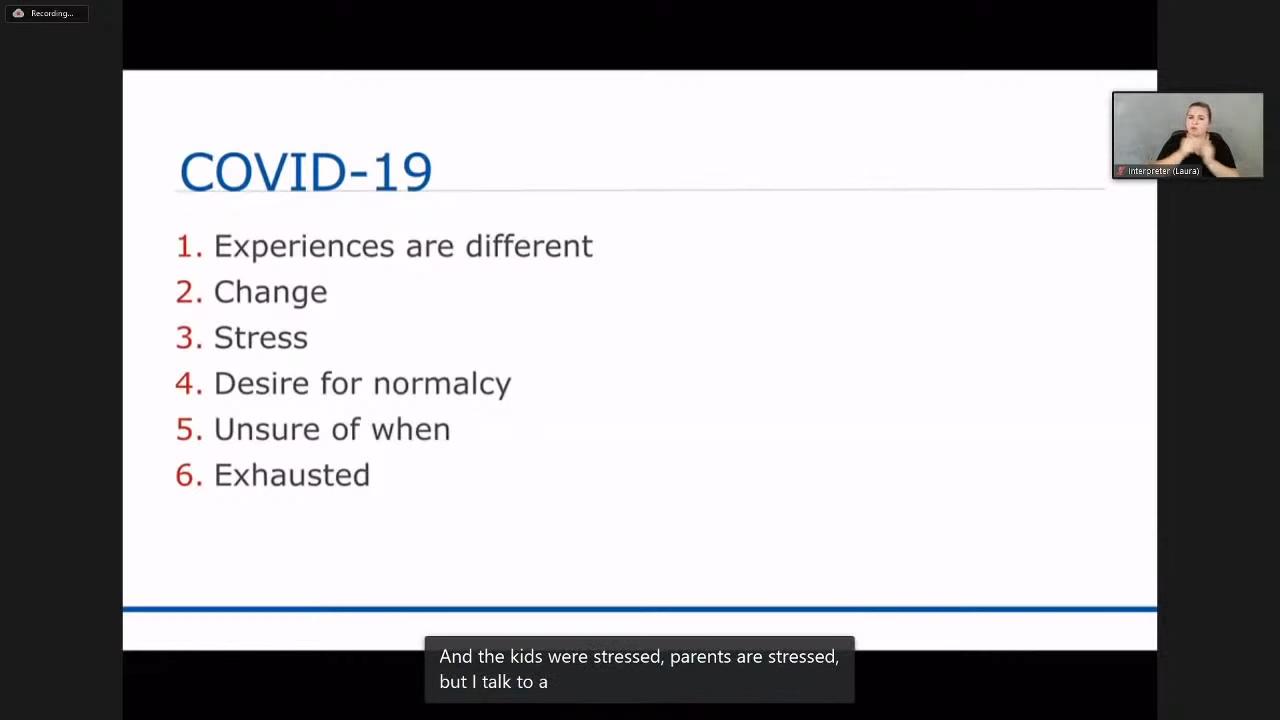 Recording...
COVID-19
1. Experiences are different
2. Change
3. Stress
4. Desire for normalcy
5. Unsure of when
6. Exhausted
Interpreter (Laura)
And the kids were stressed, parents are stressed,
but I talk to a